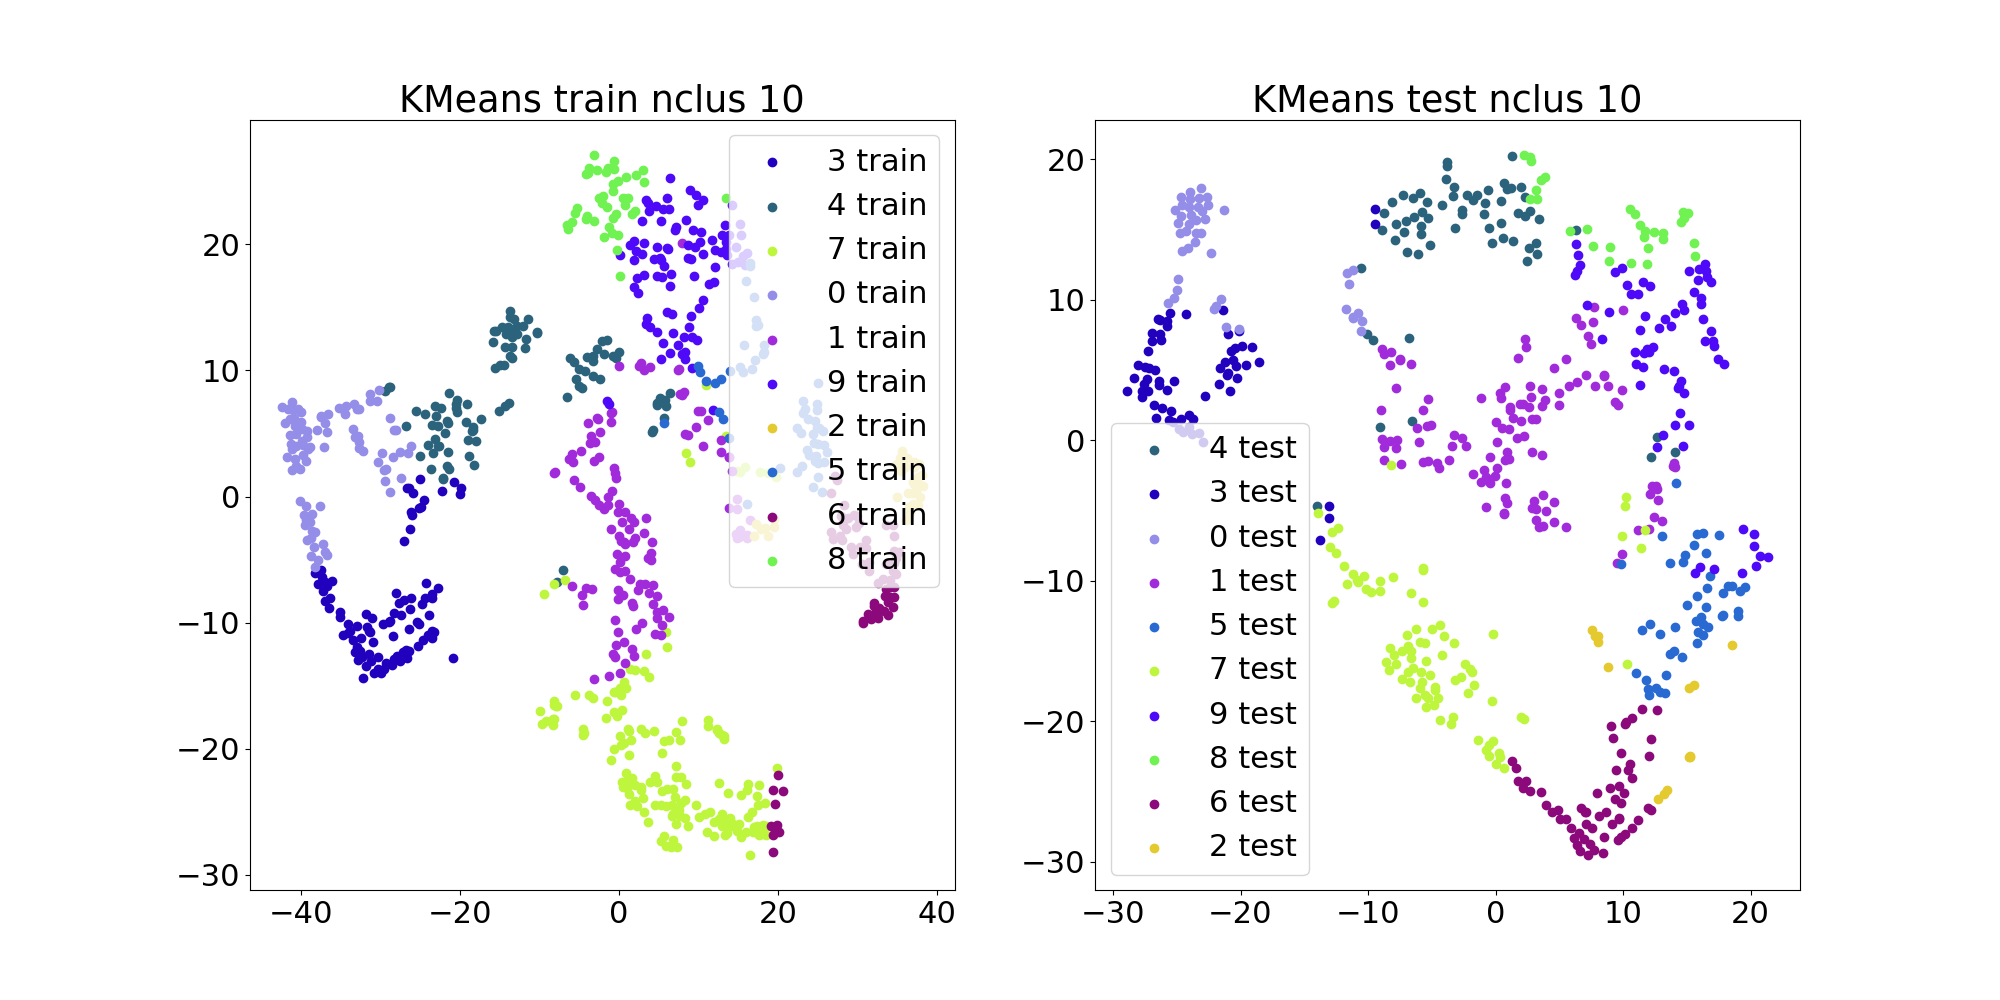 KMeans train nclus 10
3 train
4 train
7 train
0 train
1 train
9 train
2 train
5 train
6 train
8 train
20
10
0
−10
−20
−30
−40
−20
0
20
40
KMeans test nclus 10
4 test
3 test
0 test
1 test
5 test
7 test
9 test
8 test
6 test
2 test
20
10
0
−10
−20
−30
−30
−20
−10
0
10
20